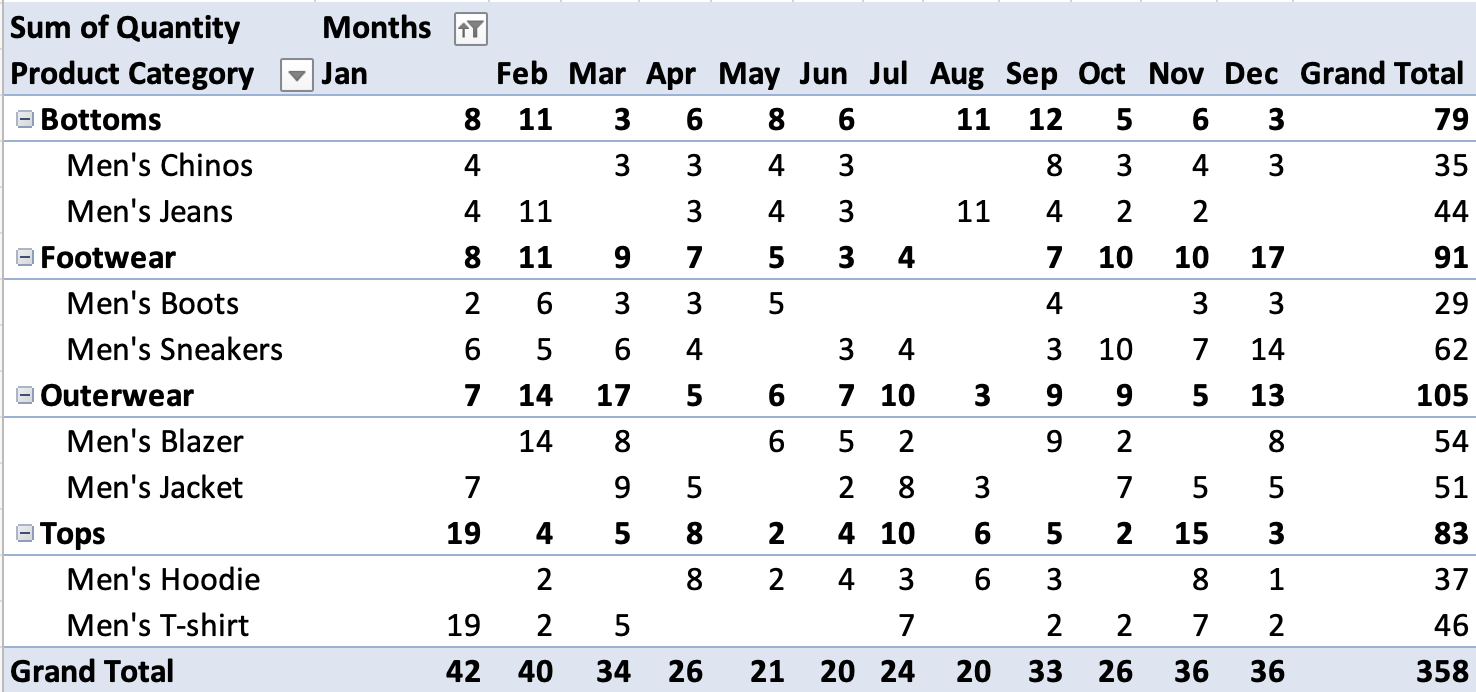 Sum of Quantity Months
Product Category Jan Feb Mar Apr May Jun Jul Aug Sep Oct Nov Dec Grand Total
Bottoms 8 11 3 6 8 6 11 12 5 6 3 79
Men's Chinos 4 3 3 4 3 8 3 4 3 35
Men's Jeans 4 11 3 4 3 11 4 2 2 44
Footwear 8 11 9 7 5 3 4 7 10 10 17 91
Men's Boots 2 6 3 3 5 4 3 3 29
Men's Sneakers 6 5 6 4 3 4 3 10 7 14 62
Outerwear 7 14 17 5 6 7 10 3 9 9 5 13 105
Men's Blazer 14 8 6 5 2 9 2 8 54
Men's Jacket 7 9 5 2 8 3 7 5 5 51
Tops 19 4 5 8 2 4 10 6 5 2 15 3 83
Men's Hoodie 2 8 2 4 3 6 3 8 1 37
Men's T-shirt 19 2 5 7 2 2 7 2 46
Grand Total 42 40 34 26 21 20 24 20 33 26 36 36 358